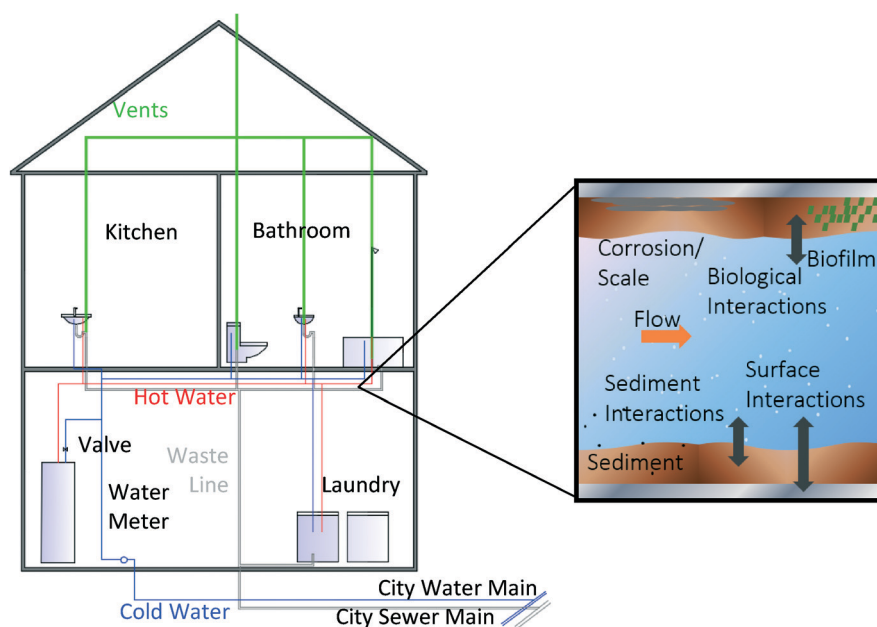 Vents
Kitchen
Bathroom
Hot Water
Valve
Waste
Line
Water
Meter
Laundry
Cold Water
City Water Main
City Sewer Main
Corrosion/
Scale
Biofilm
Biological
Interactions
Flow
Sediment
Interactions
Surface
Interactions
Sediment